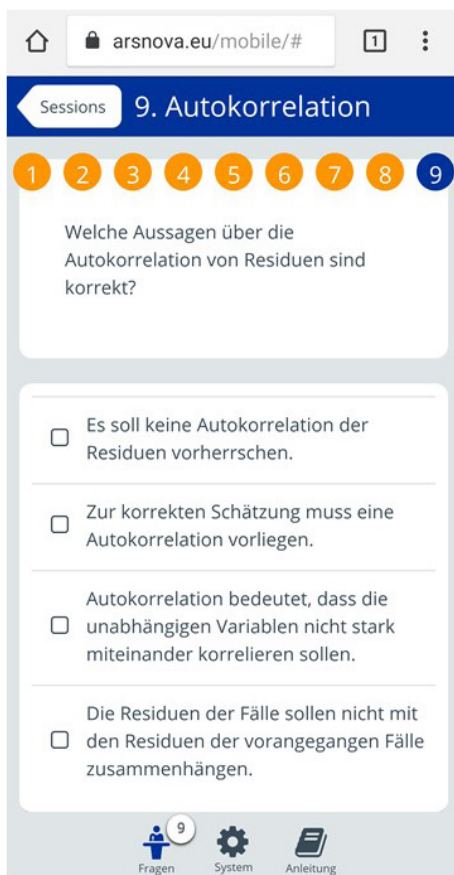 arsnova.eu/mobile/#
1
Sessions
9. Autokorrelation
1 2 3 4 5 6 7 8 9
Welche Aussagen über die
Autokorrelation von Residuen sind
korrekt?
Es soll keine Autokorrelation der
Residuen vorherrschen.
Zur korrekten Schätzung muss eine
Autokorrelation vorliegen.
Autokorrelation bedeutet, dass die
unabhängigen Variablen nicht stark
miteinander korrelieren sollen.
Die Residuen der Fälle sollen nicht mit
den Residuen der vorangegangen Fälle
zusammenhängen.
9
Fragen System Anleitung